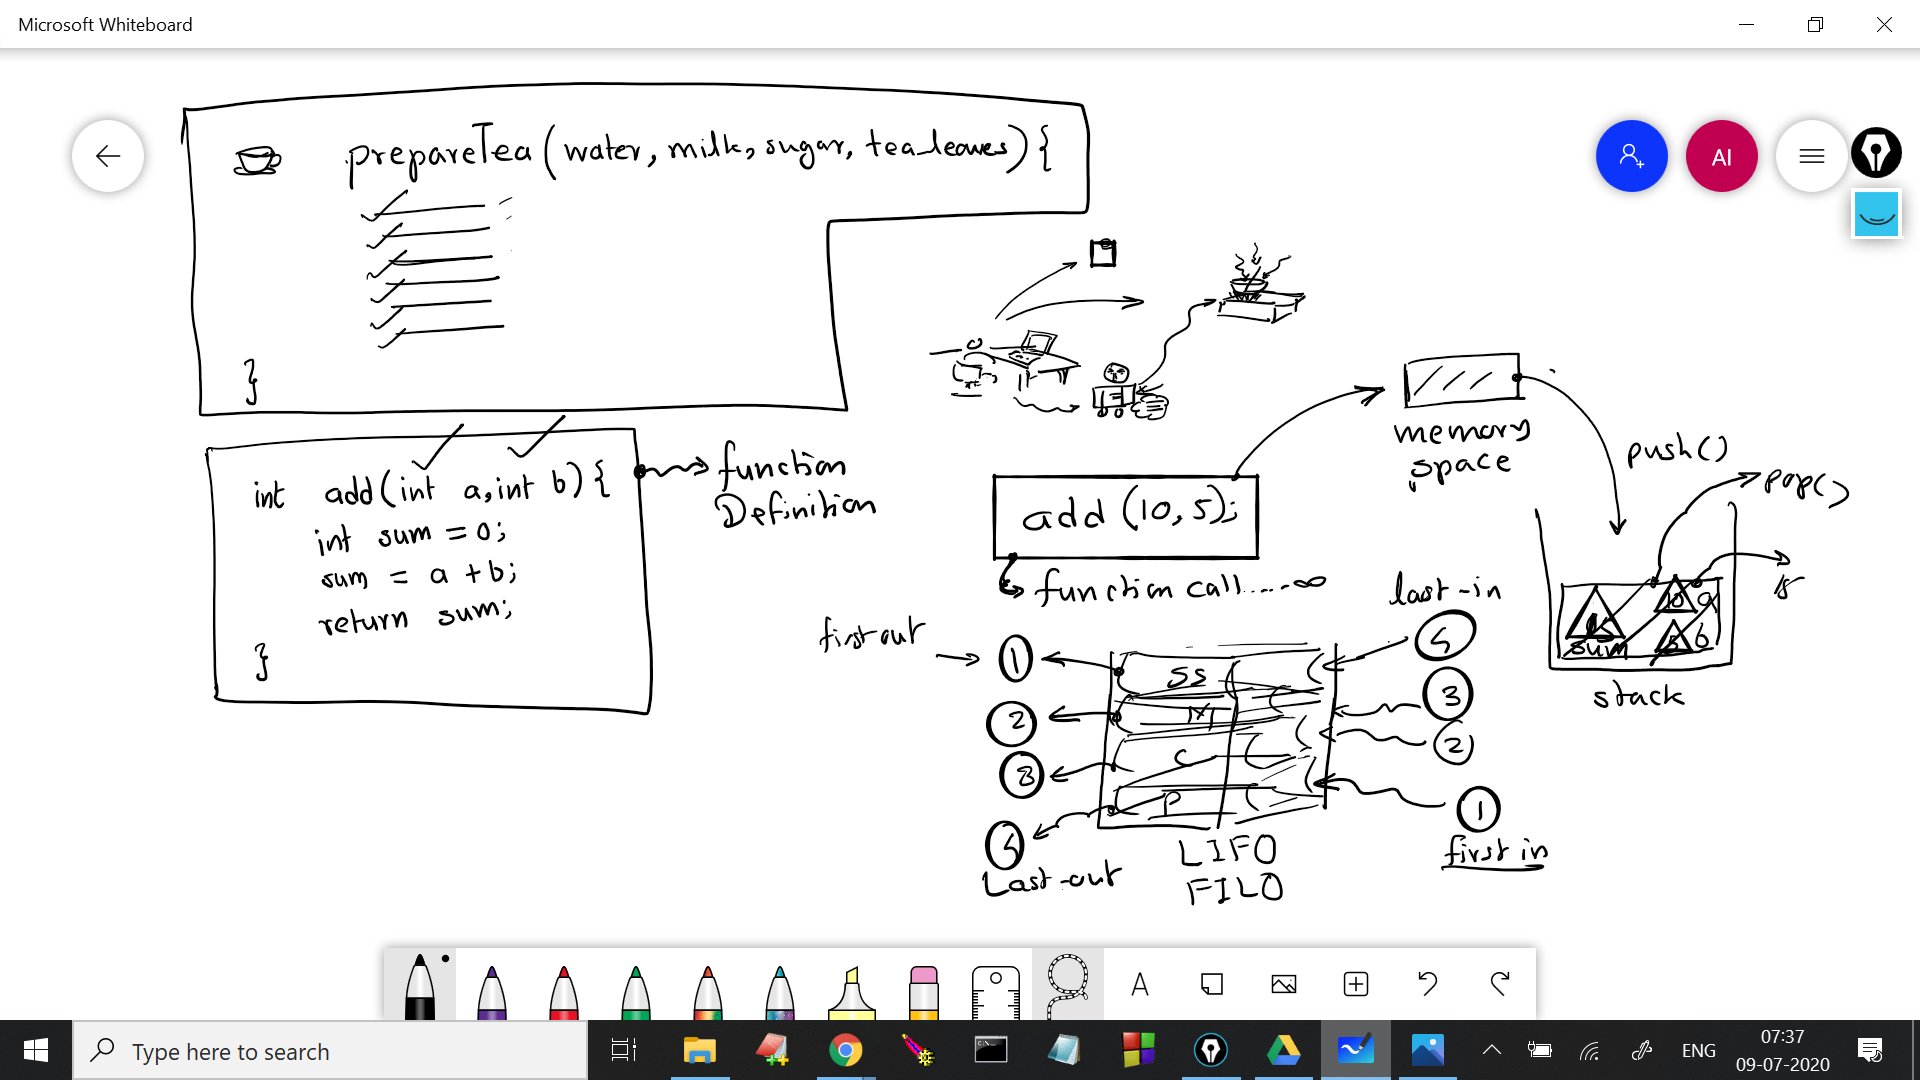 Microsoft Whiteboard
AI
prepareTea (water, milk, sugar, tea_leaves) {
}
int add(int a, int b) {
int sum = 0;
sum = a + b;
return sum;
}
function
Definition
add (10, 5);
function call
memory
space
push()
pop()
15
10 a
5 b
sum
stack
first out
1
2
3
4
Last-out
SS
M
C
P
LIFO
FILO
last-in
4
3
2
1
first in
A
Type here to search
ENG
07:37
09-07-2020